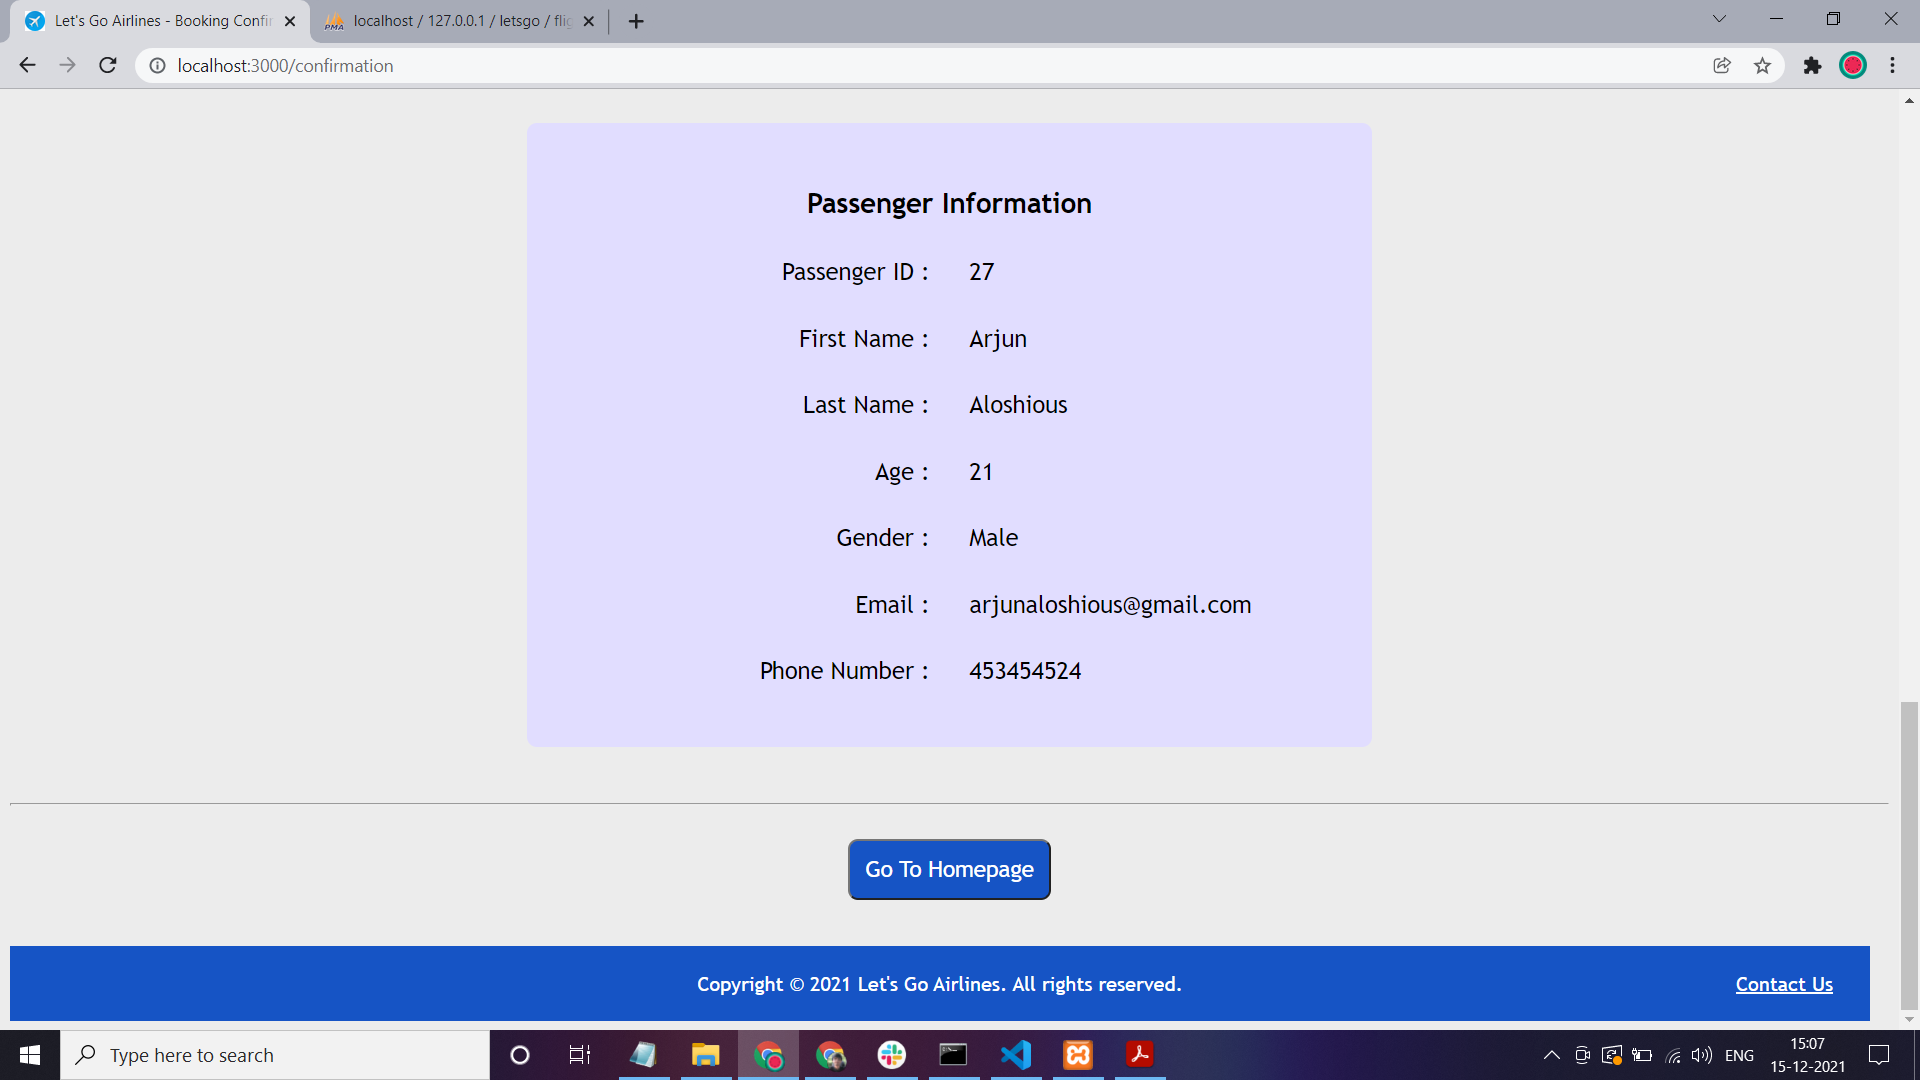 Let's Go Airlines - Booking Confir
localhost / 127.0.0.1 / letsgo / flig
localhost:3000/confirmation
Passenger Information
Passenger ID : 27
First Name : Arjun
Last Name : Aloshious
Age : 21
Gender : Male
Email : arjunaloshious@gmail.com
Phone Number : 453454524
Go To Homepage
Copyright © 2021 Let's Go Airlines. All rights reserved.
Contact Us
Type here to search
ENG
15:07
15-12-2021